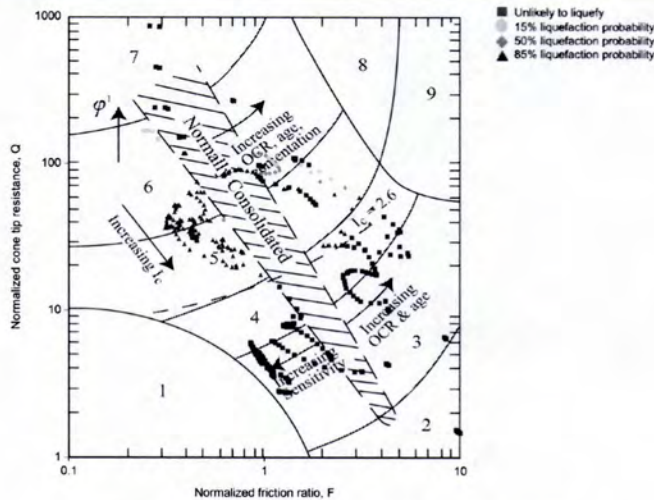 Unlikely to liquefy
15% liquefaction probability
50% liquefaction probability
85% liquefaction probability
Normalized cone tip resistance, Q
1000
100
10
1
7
8
9
φ'
Increasing
OCR, age,
Normally Consolidated
6
Increasing Ic
5
Ic = 2.6
4
Increasing
OCR & age
3
Increasing
Sensitivity
1
2
0.1
1
10
Normalized friction ratio, F